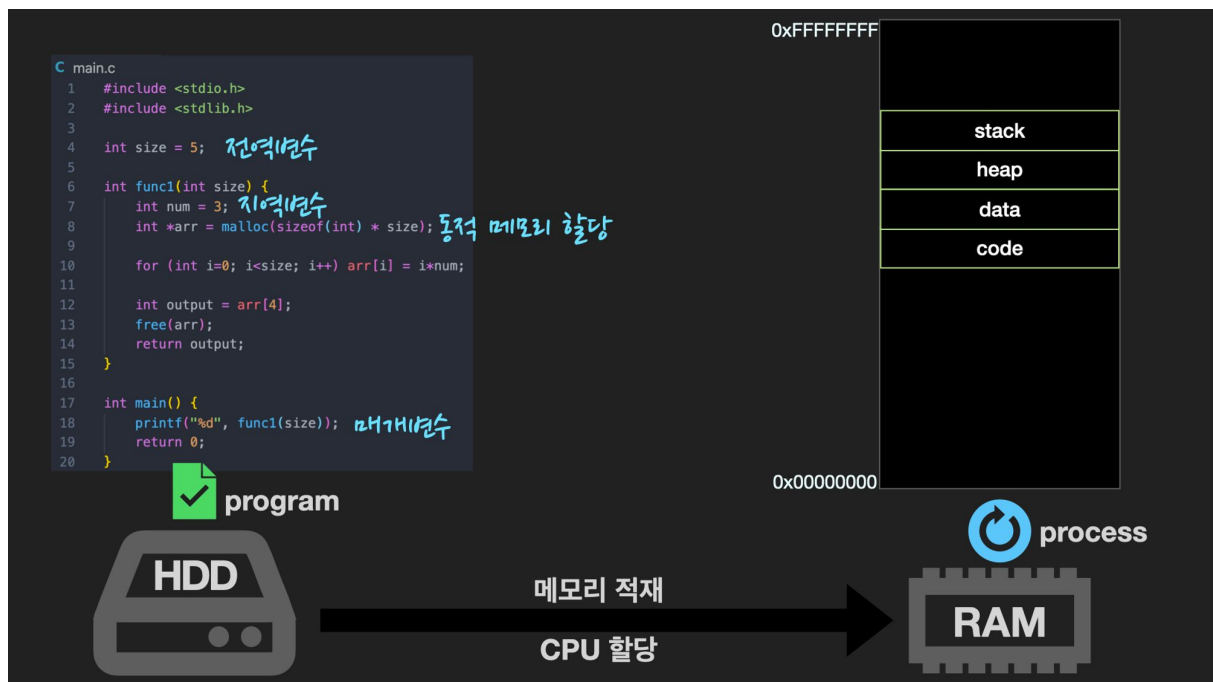 0xFFFFFFFF
C main.c
1 #include <stdio.h>
2 #include <stdlib.h>
3
4 int size = 5; 전역변수
5
6 int func1(int size) {
7 int num = 3; 지역변수
8 int *arr = malloc(sizeof(int) * size); 동적 메모리 할당
9
10 for (int i=0; i<size; i++) arr[i] = i*num;
11
12 int output = arr[4];
13 free(arr);
14 return output;
15 }
16
17 int main() {
18 printf("%d", func1(size)); 매개변수
19 return 0;
20 }
stack
heap
data
code
0x00000000
program
process
HDD
메모리 적재
CPU 할당
RAM